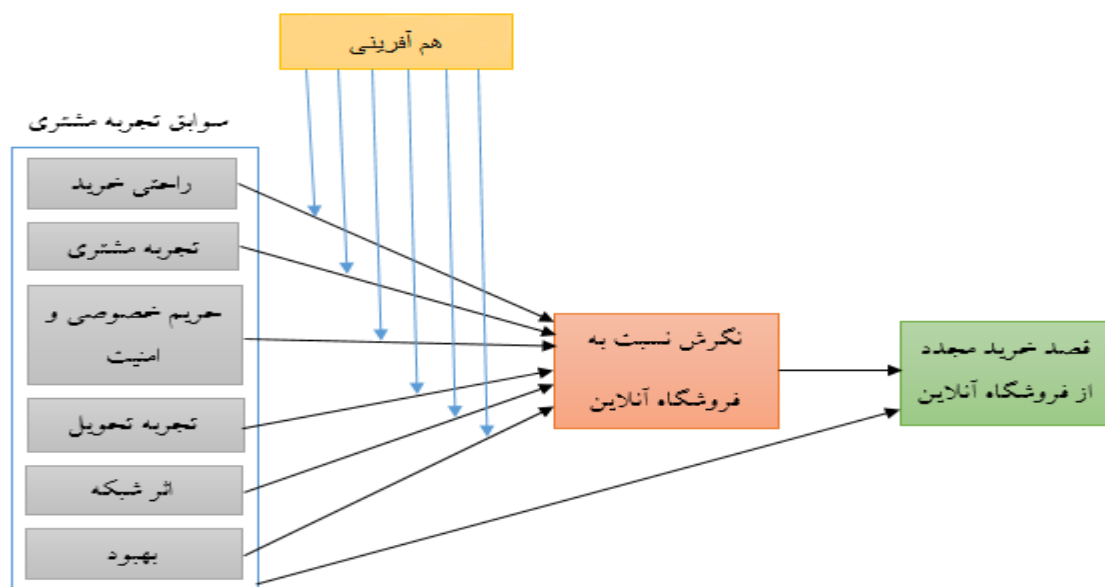 هم آفرینی
سوابق تجربه مشتری
راحتی خرید
تجربه مشتری
حریم خصوصی و
امنیت
تجربه تحویل
اثر شبکه
بهبود
نگرش نسبت به
فروشگاه آنلاین
قصد خرید مجدد
از فروشگاه آنلاین